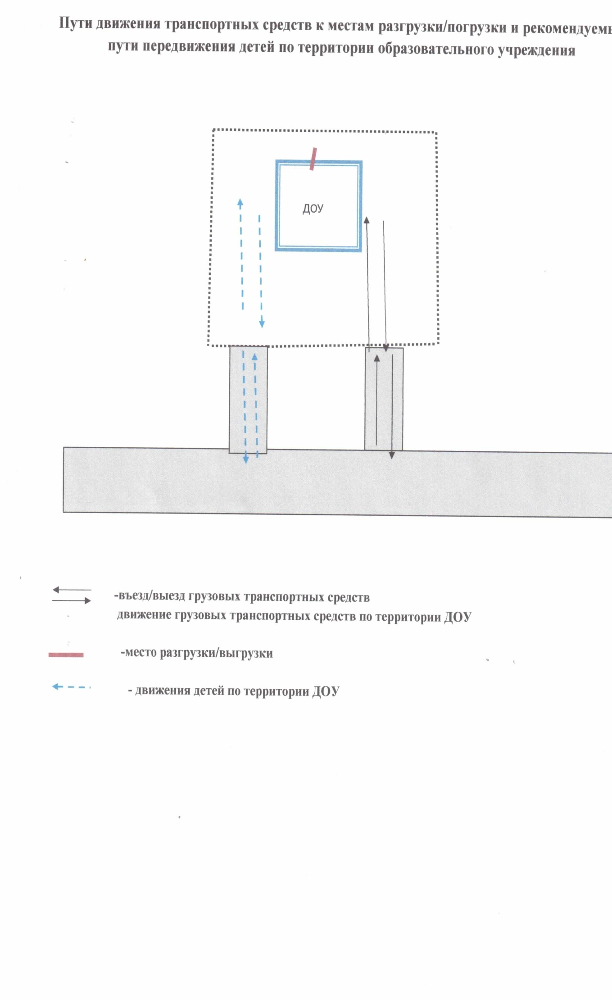 Пути движения транспортных средств к местам разгрузки/погрузки и
пути передвижения детей по территории образовательного учреждения
ДОУ
-въезд/выезд грузовых транспортных средств
движение грузовых транспортных средств по территории ДОУ
-место разгрузки/выгрузки
- движения детей по территории ДОУ